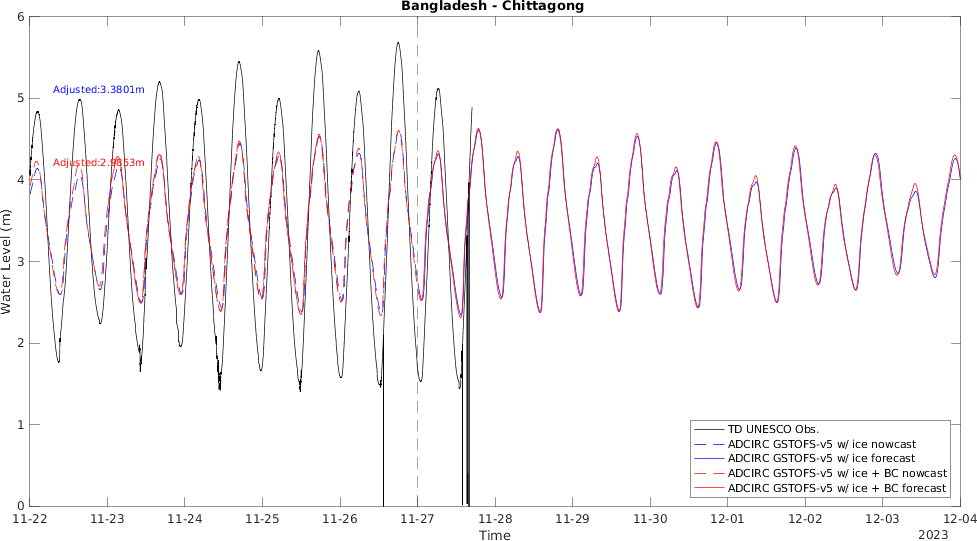 Bangladesh - Chittagong
6
5
4
3
2
1
0
Water Level (m)
Adjusted:3.3801m
Adjusted:2.9853m
TD UNESCO Obs.
ADCIRC GSTOFS-v5 w/ ice nowcast
ADCIRC GSTOFS-v5 w/ ice forecast
ADCIRC GSTOFS-v5 w/ ice + BC nowcast
ADCIRC GSTOFS-v5 w/ ice + BC forecast
11-22 11-23 11-24 11-25 11-26 11-27 11-28 11-29 11-30 12-01 12-02 12-03 12-04
Time
2023